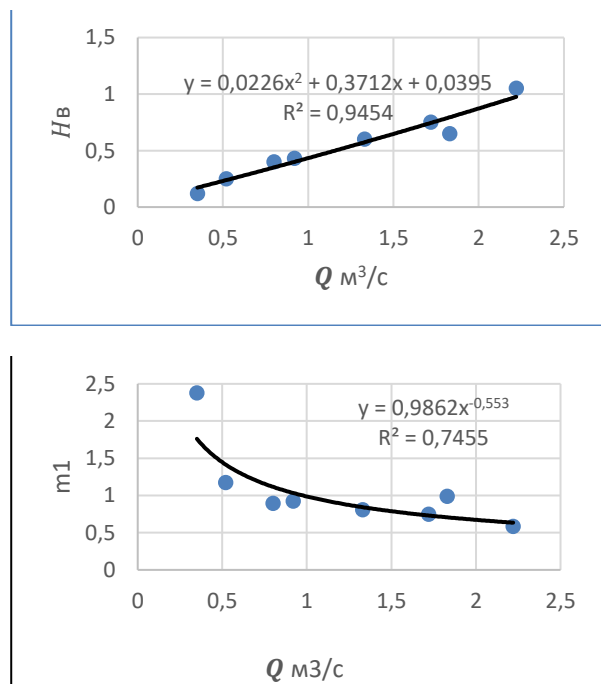 1,5
y = 0,0226x² + 0,3712x + 0,0395
R² = 0,9454
1
Hв
0,5
0
0 0,5 1 1,5 2 2,5
Q м³/с
2,5
y = 0,9862x⁻⁰,⁵⁵³
R² = 0,7455
2
1,5
m1
1
0,5
0
0 0,5 1 1,5 2 2,5
Q м3/с